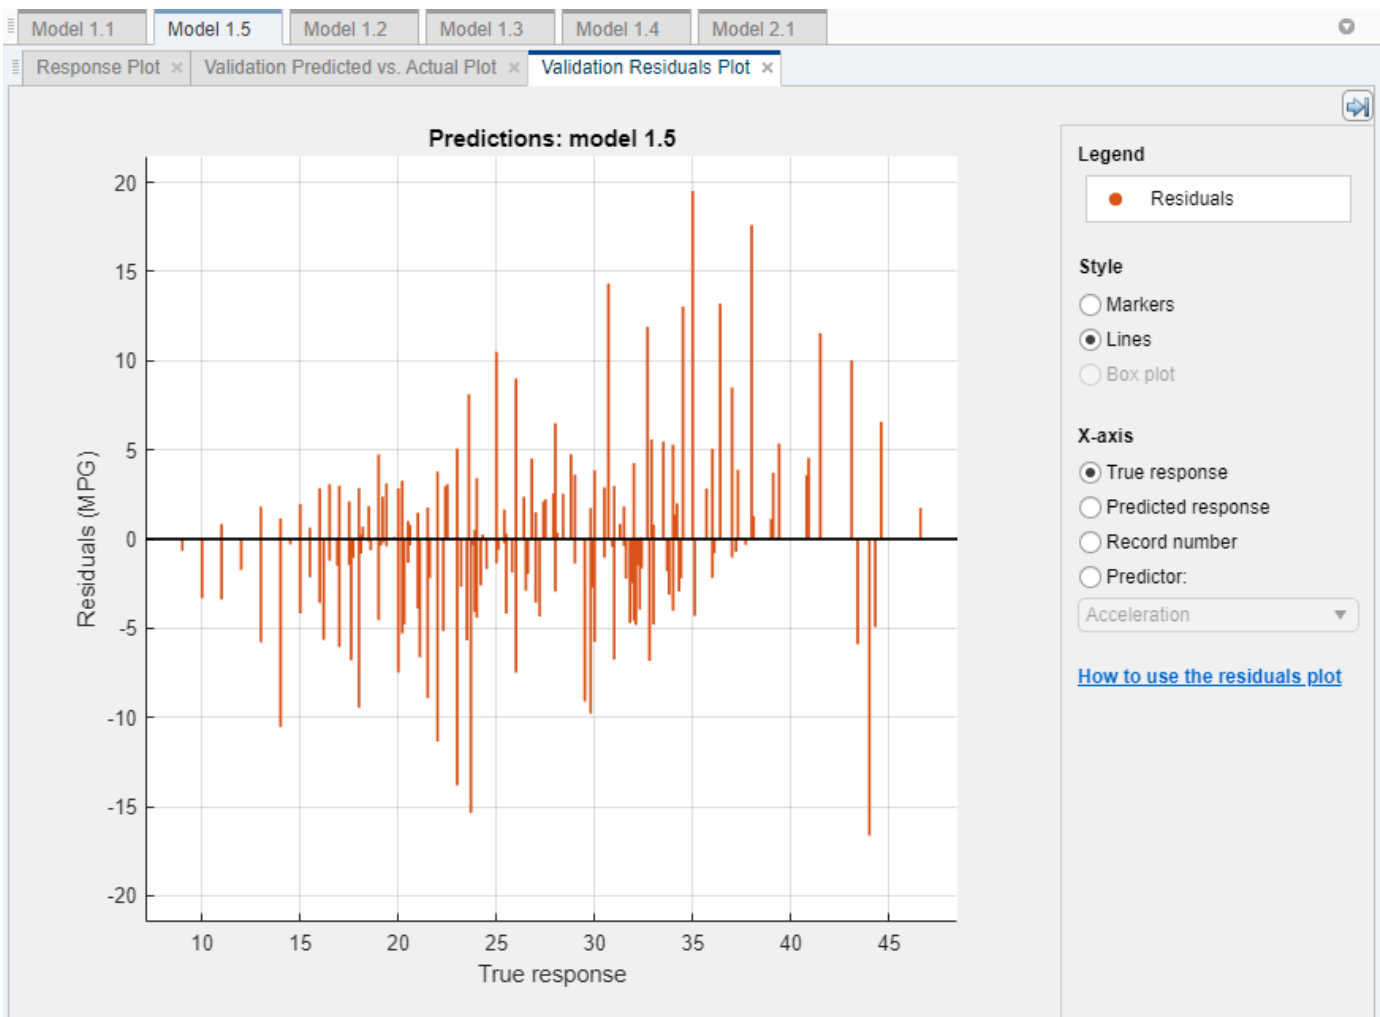 Model 1.1 Model 1.5 Model 1.2 Model 1.3 Model 1.4 Model 2.1
Response Plot × Validation Predicted vs. Actual Plot × Validation Residuals Plot ×
Predictions: model 1.5
20
15
10
5
0
-5
-10
-15
-20
Residuals (MPG)
10 15 20 25 30 35 40 45
True response
Legend
Residuals
Style
Markers
Lines
Box plot
X-axis
True response
Predicted response
Record number
Predictor:
Acceleration
How to use the residuals plot